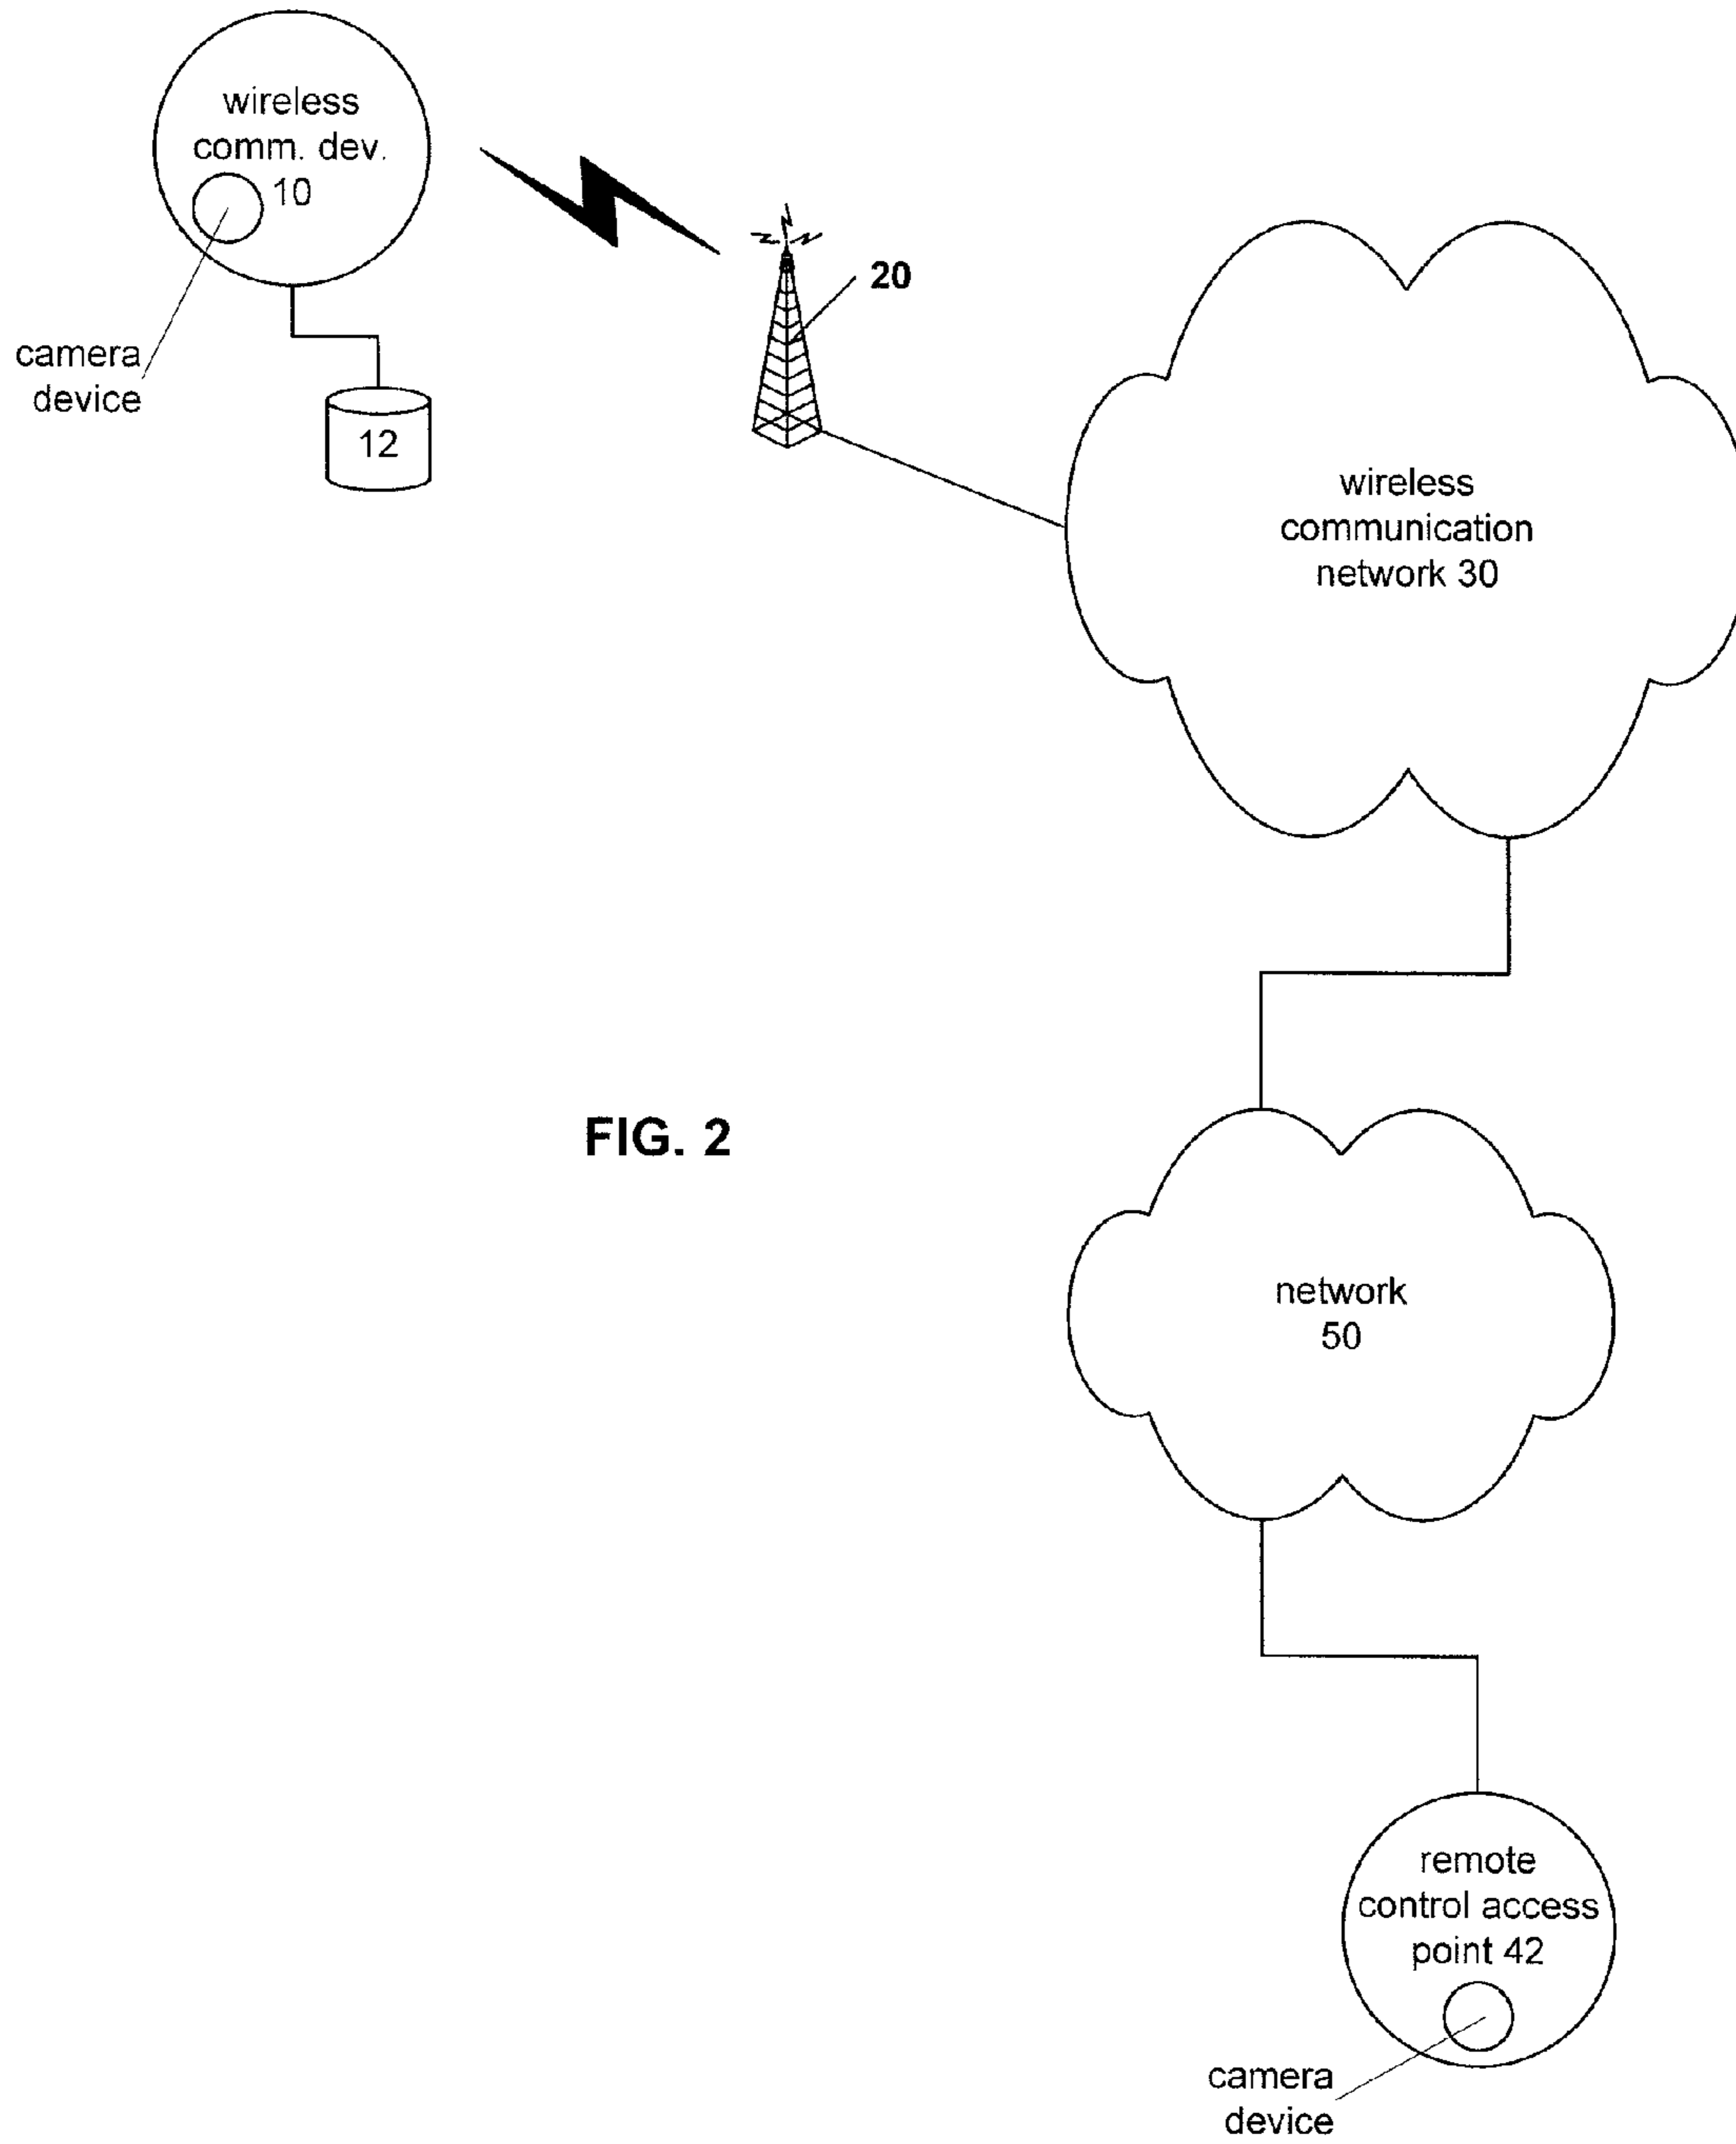 wireless
comm. dev.
10
camera
device
12
20
wireless
communication
network 30
FIG. 2
network
50
remote
control access
point 42
camera
device